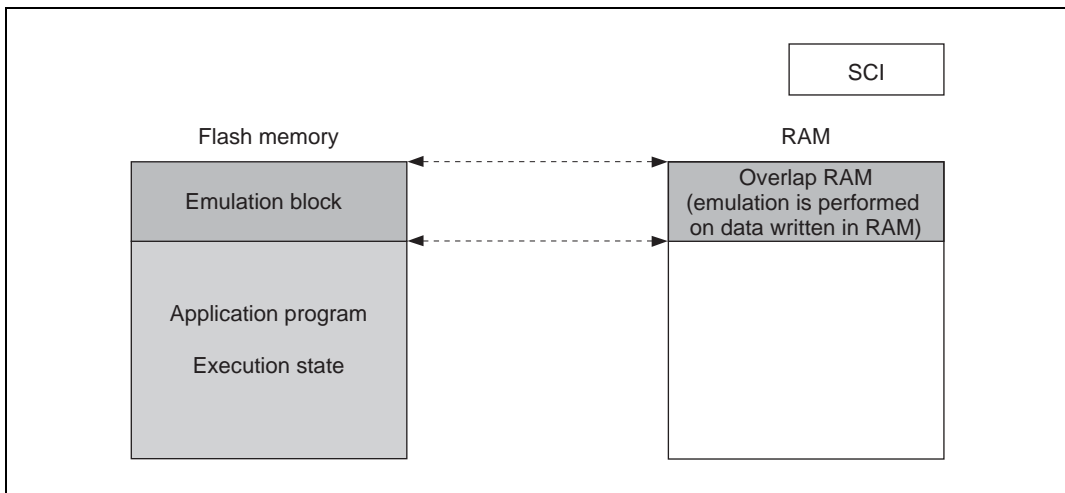 SCI
Flash memory
RAM
Emulation block
Overlap RAM
(emulation is performed
on data written in RAM)
Application program
Execution state